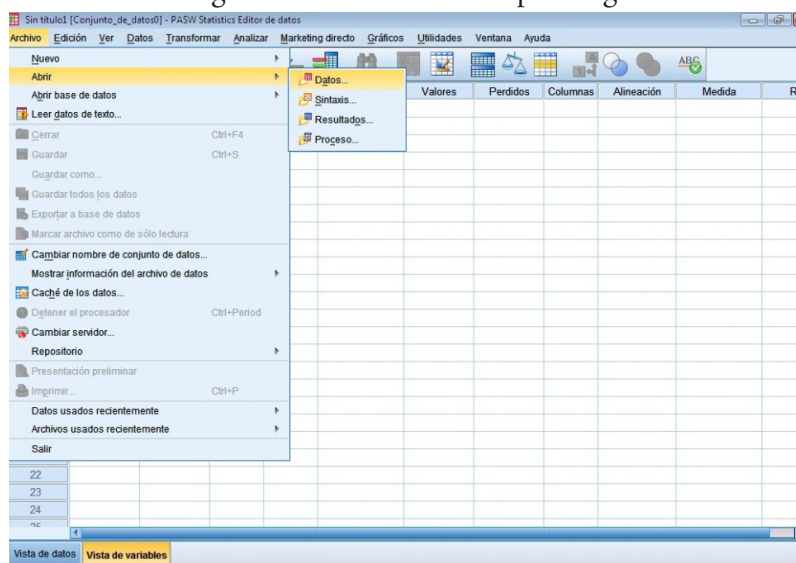 Sin título1 [Conjunto_de_datos0] - PASW Statistics Editor de datos
Archivo Edición Ver Datos Transformar Analizar Marketing directo Gráficos Utilidades Ventana Ayuda
Nuevo
Abrir
Abrir base de datos
Leer datos de texto...
Cerrar Ctrl+F4
Guardar Ctrl+S
Guardar como...
Guardar todos los datos
Exportar a base de datos
Marcar archivo como de sólo lectura
Cambiar nombre de conjunto de datos...
Mostrar información del archivo de datos
Caché de los datos...
Detener el procesador Ctrl+Period
Cambiar servidor...
Repositorio
Presentación preliminar
Imprimir... Ctrl+P
Datos usados recientemente
Archivos usados recientemente
Salir
Datos...
Sintaxis...
Resultados...
Proceso...
Valores Perdidos Columnas Alineación Medida
22
23
24
25
Vista de datos Vista de variables